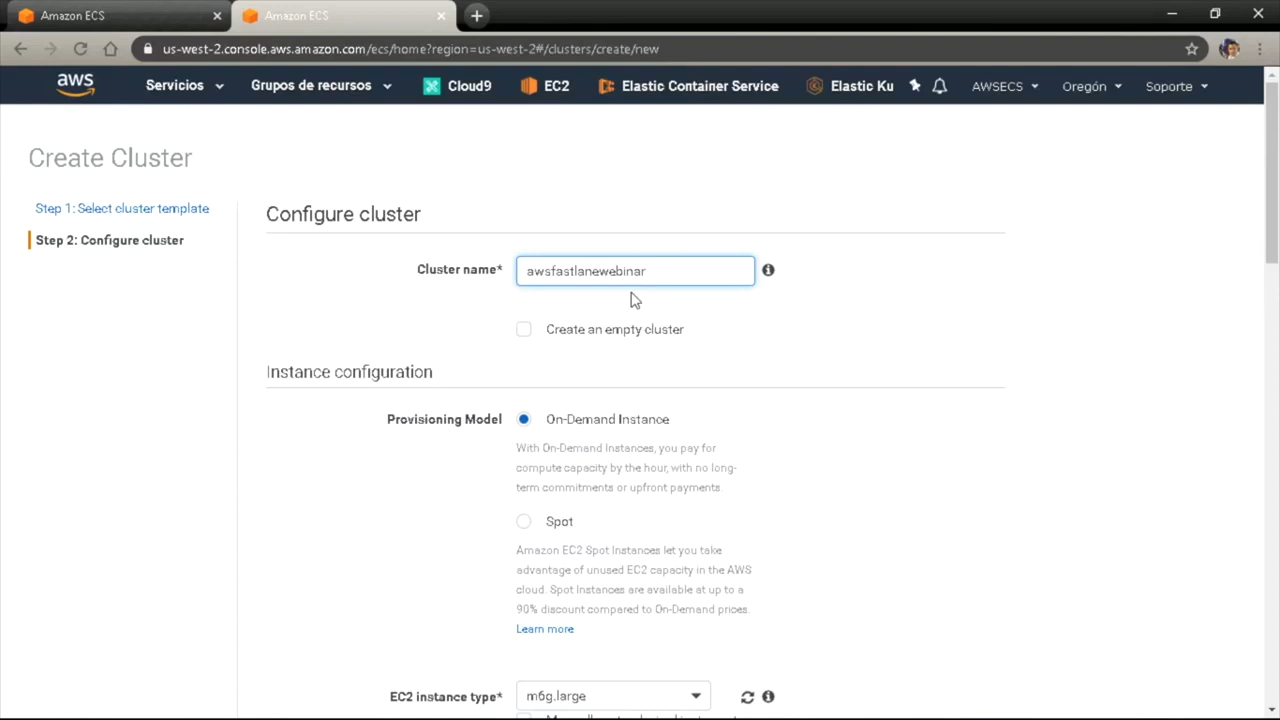 Amazon ECS
Amazon ECS
us-west-2.console.aws.amazon.com/ecs/home?region=us-west-2#/clusters/create/new
aws Servicios Grupos de recursos Cloud9 EC2 Elastic Container Service Elastic Ku AWSECS Oregón Soporte
Create Cluster
Step 1: Select cluster template
Step 2: Configure cluster
Configure cluster
Cluster name* awsfastlanewebinar
Create an empty cluster
Instance configuration
Provisioning Model On-Demand Instance
With On-Demand Instances, you pay for
compute capacity by the hour, with no long-
term commitments or upfront payments.
Spot
Amazon EC2 Spot Instances let you take
advantage of unused EC2 capacity in the AWS
cloud. Spot Instances are available at up to a
90% discount compared to On-Demand prices.
Learn more
EC2 instance type* m6g.large